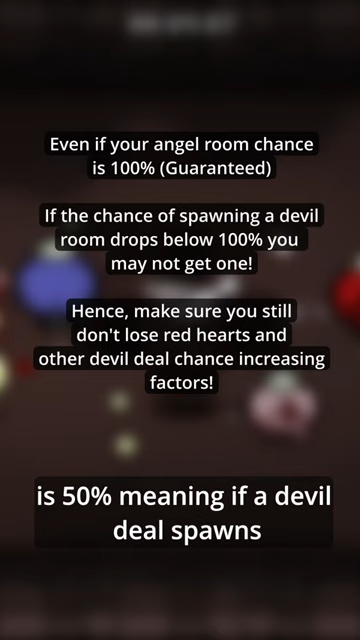 Even if your angel room chance
is 100% (Guaranteed)
If the chance of spawning a devil
room drops below 100% you
may not get one!
Hence, make sure you still
don't lose red hearts and
other devil deal chance increasing
factors!
is 50% meaning if a devil
deal spawns